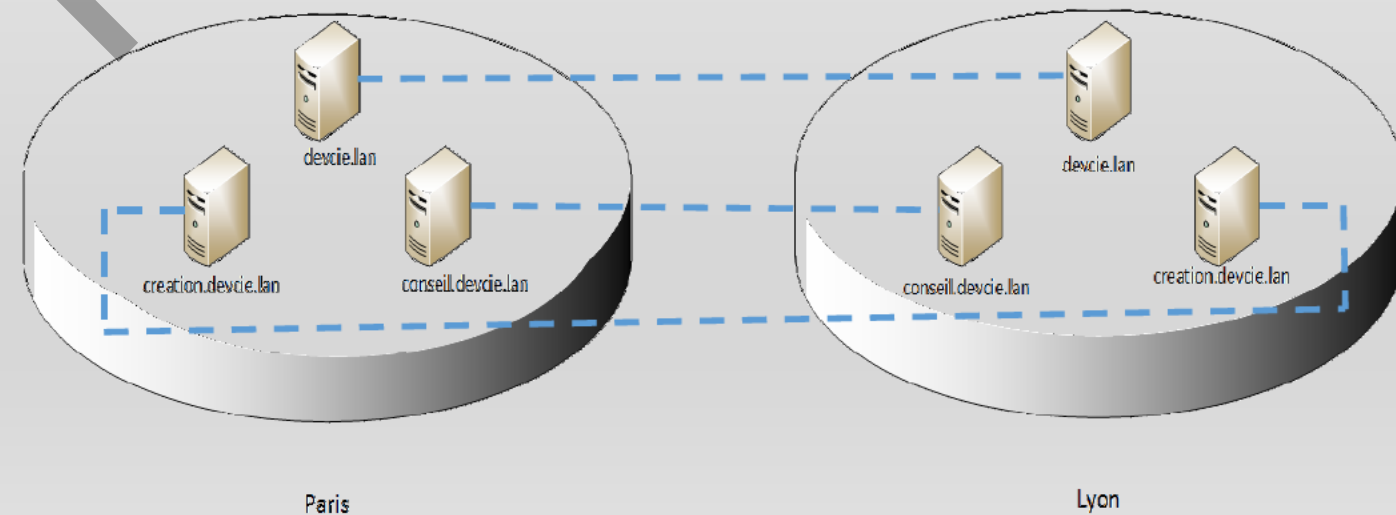 devcie.lan
devcie.lan
creation.devcie.lan
conseil.devcie.lan
conseil.devcie.lan
creation.devcie.lan
Paris
Lyon